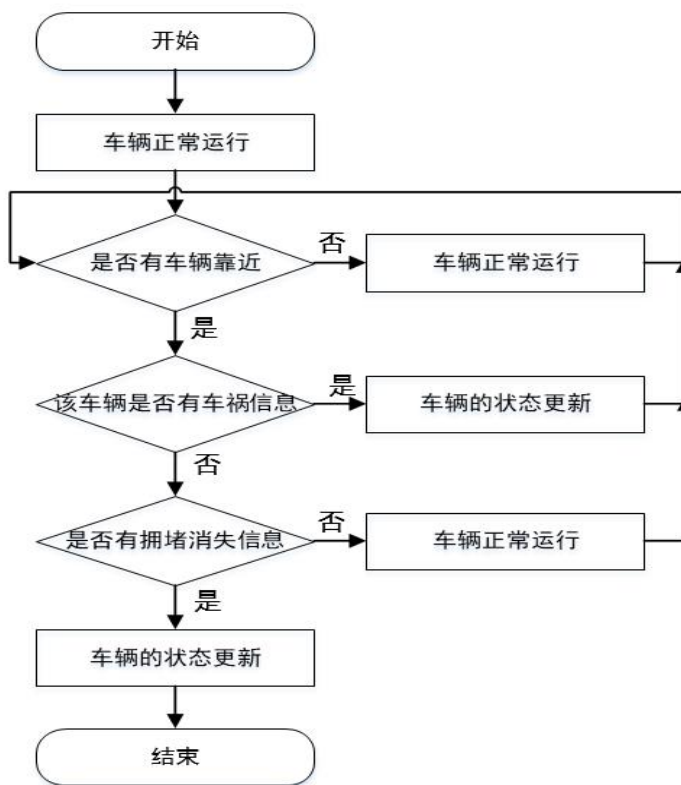 开始
车辆正常运行
是否有车辆靠近
否
车辆正常运行
是
该车辆是否有车祸信息
是
车辆的状态更新
否
是否有拥堵消失信息
否
车辆正常运行
是
车辆的状态更新
结束